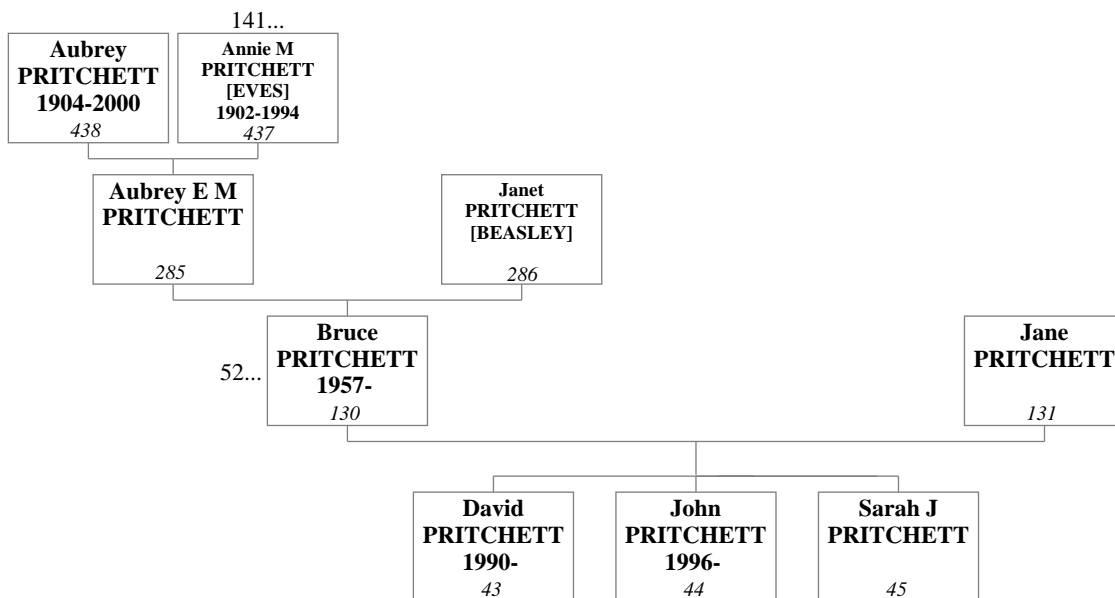 141...
Aubrey
PRITCHETT
1904-2000
438
Annie M
PRITCHETT
[EVES]
1902-1994
437
Aubrey E M
PRITCHETT
285
Janet
PRITCHETT
[BEASLEY]
286
52...
Bruce
PRITCHETT
1957-
130
Jane
PRITCHETT
131
David
PRITCHETT
1990-
43
John
PRITCHETT
1996-
44
Sarah J
PRITCHETT
45